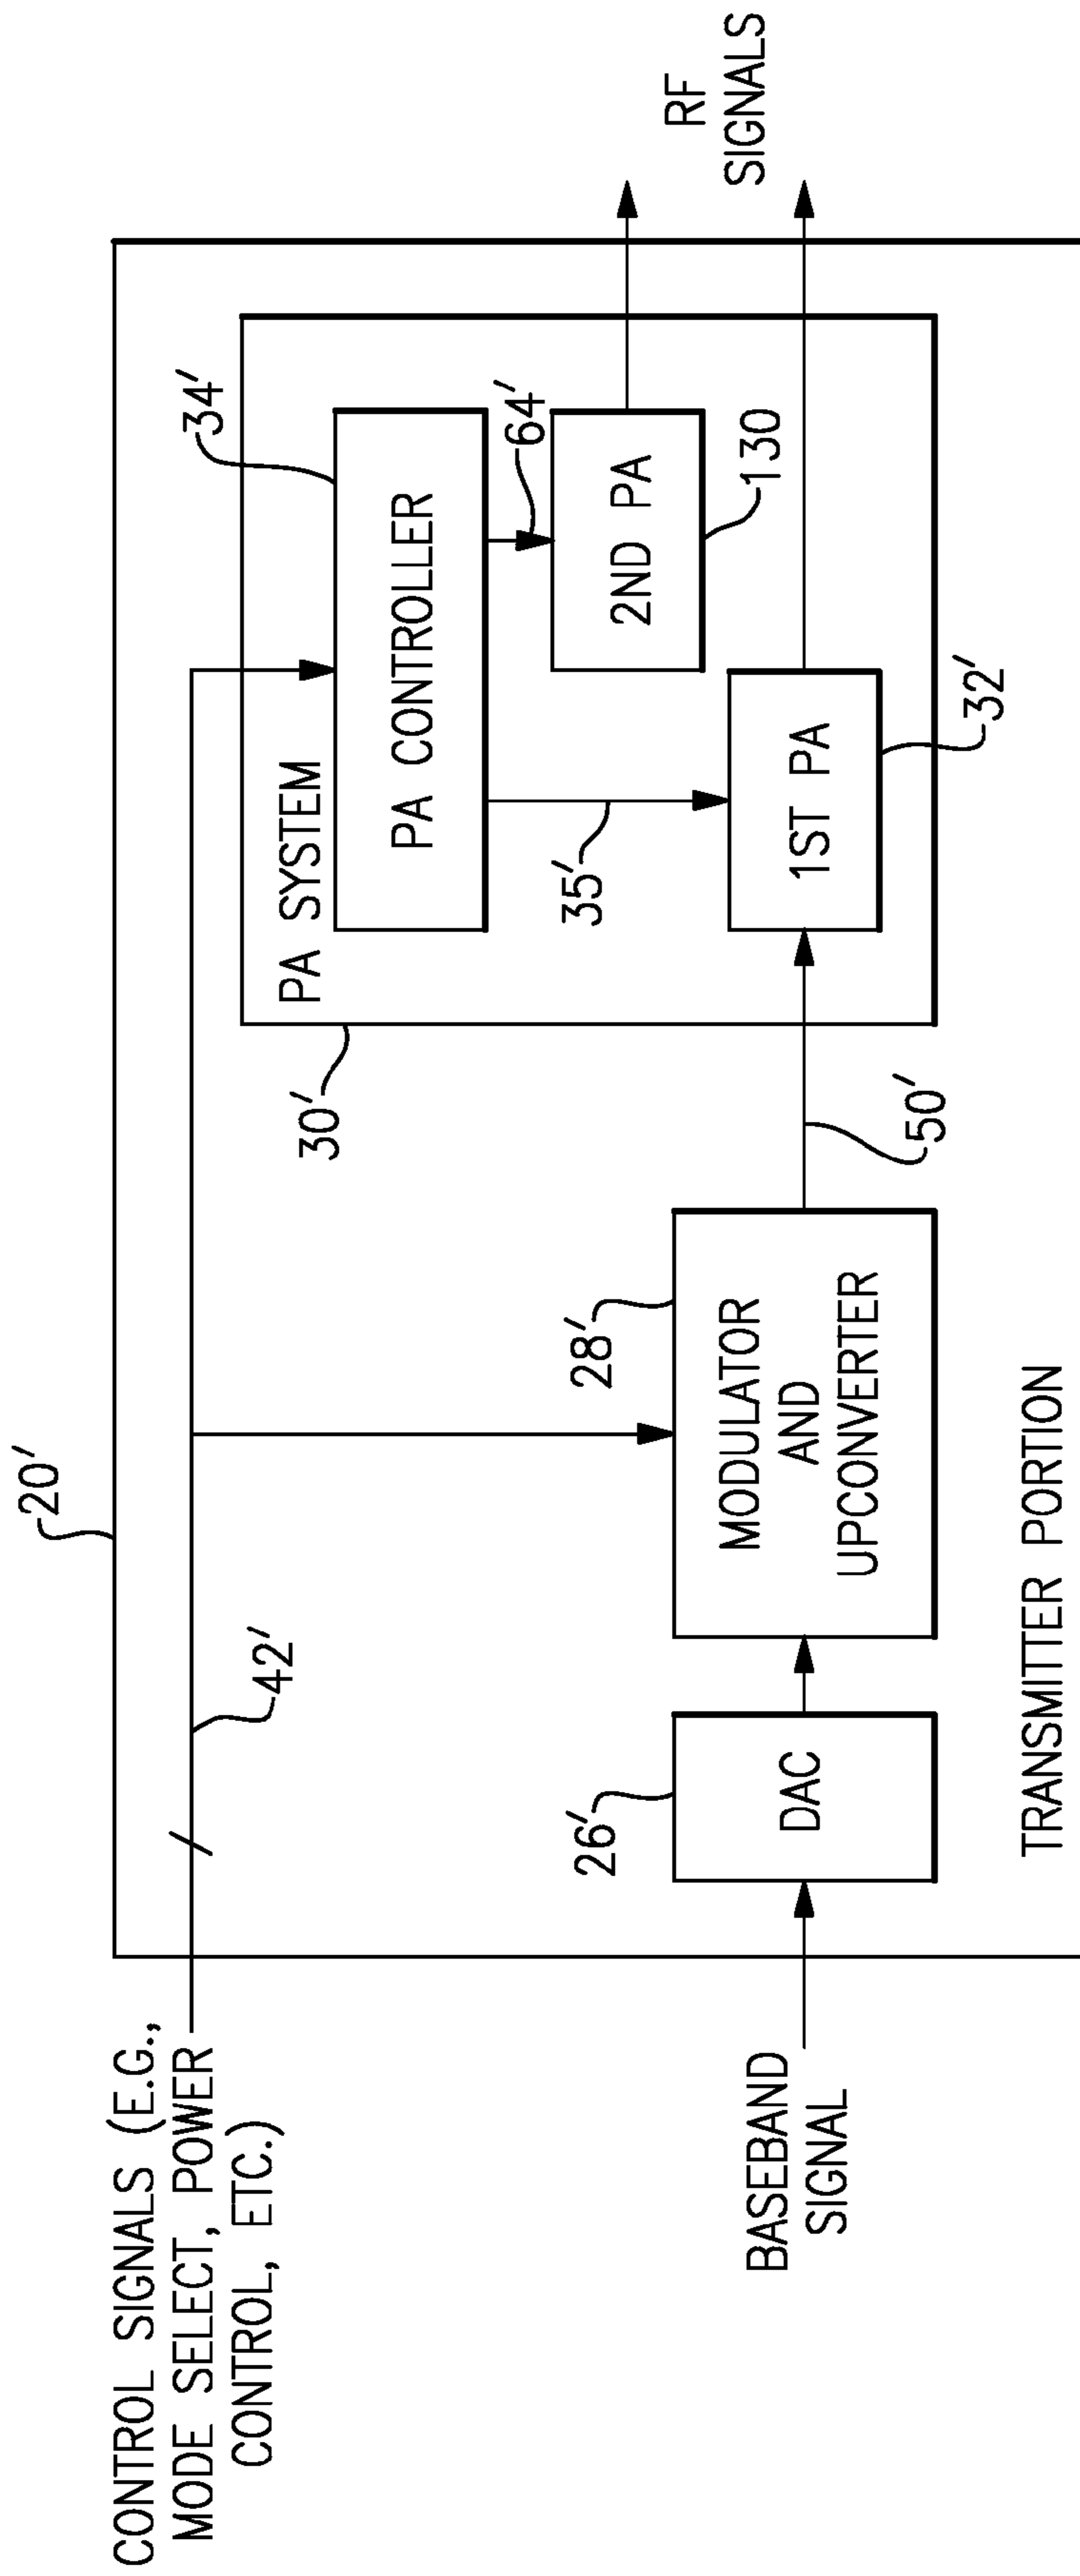 CONTROL SIGNALS (E.G.,
MODE SELECT, POWER
CONTROL, ETC.)
42′
20′
PA SYSTEM
30′
34′
PA CONTROLLER
64′
35′
2ND PA
130
1ST PA
32′
RF
SIGNALS
BASEBAND
SIGNAL
26′
DAC
28′
MODULATOR
AND
UPCONVERTER
50′
TRANSMITTER PORTION